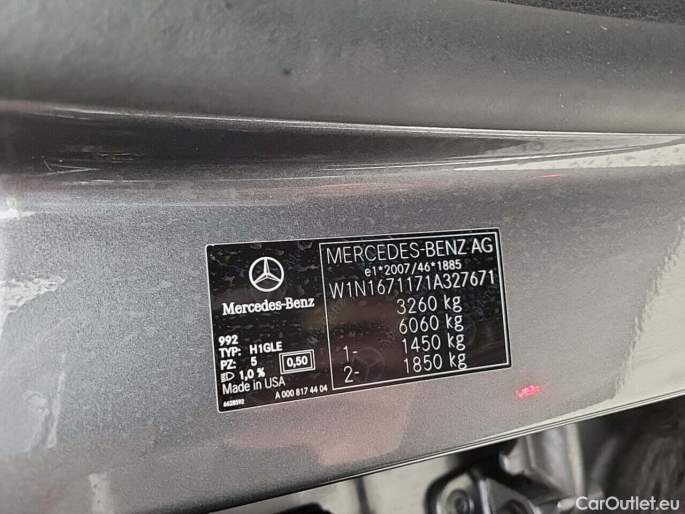 Mercedes-Benz
992
TYP: H1GLE
PZ: 5
1,0 %
0,50
Made in USA
6628592
A 000 817 44 04
MERCEDES-BENZ AG
e1*2007/46*1885
W1N1671171A327671
3260 kg
6060 kg
1- 1450 kg
2- 1850 kg
CarOutlet.eu